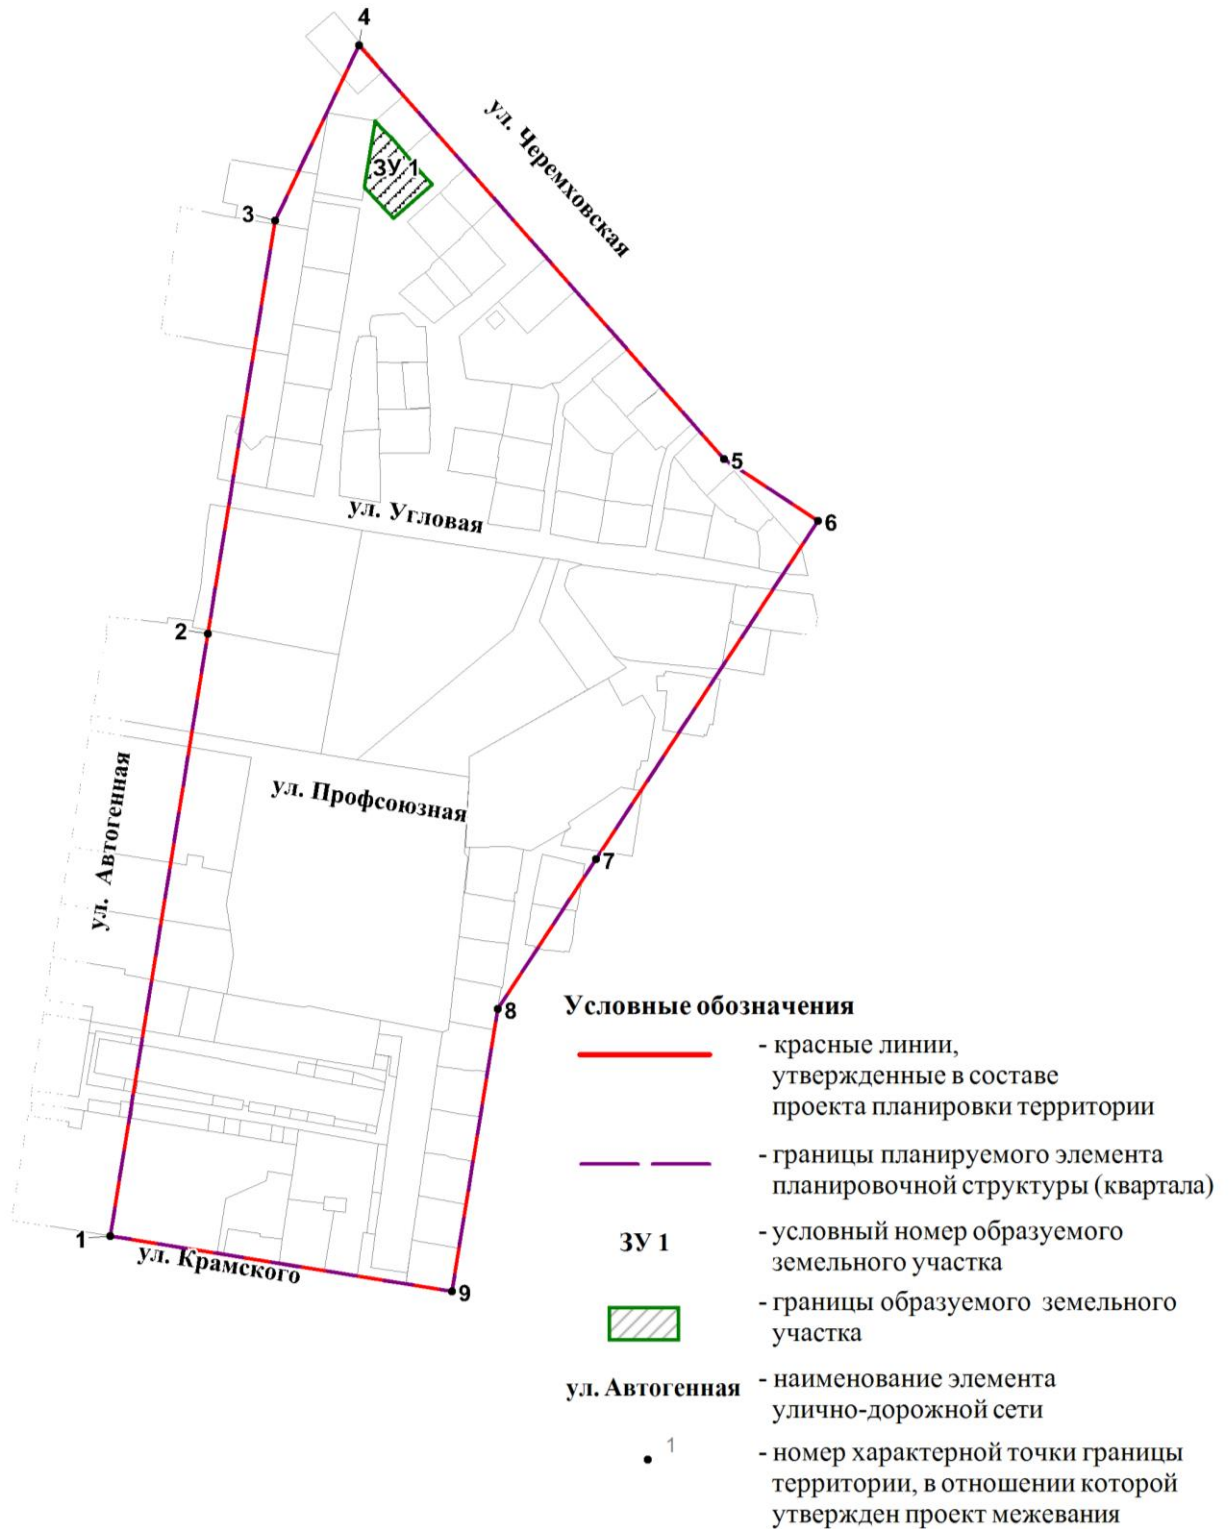 4
ул. Черемховская
ЗУ 1
3
5
6
ул. Угловая
2
ул. Автогенная
ул. Профсоюзная
7
8
1
ул. Крамского
9
Условные обозначения
- красные линии,
утвержденные в составе
проекта планировки территории
- границы планируемого элемента
планировочной структуры (квартала)
ЗУ 1
- условный номер образуемого
земельного участка
- границы образуемого земельного
участка
ул. Автогенная
- наименование элемента
улично-дорожной сети
1
- номер характерной точки границы
территории, в отношении которой
утвержден проект межевания